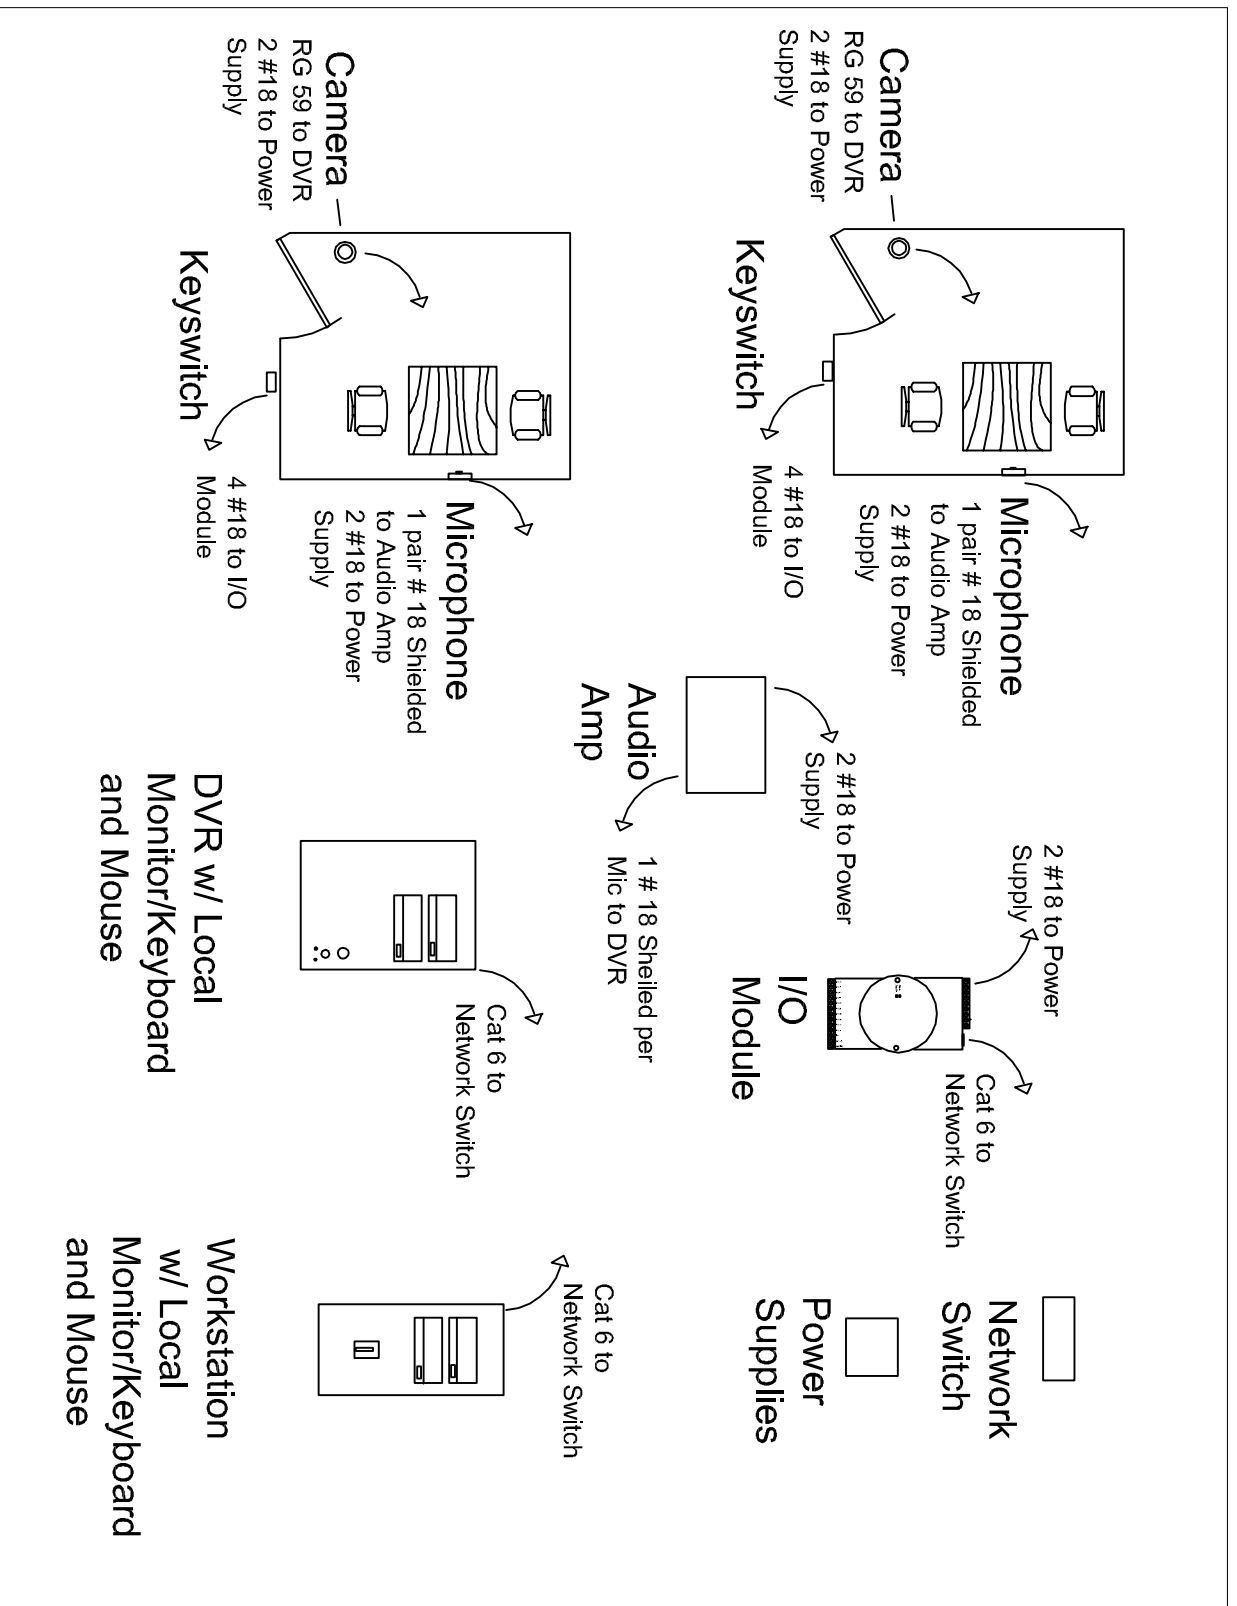 Camera
RG 59 to DVR
2 #18 to Power
Supply
Keyswitch
4 #18 to I/O
Module
Microphone
1 pair # 18 Shielded
to Audio Amp
2 #18 to Power
Supply
Camera
RG 59 to DVR
2 #18 to Power
Supply
Keyswitch
4 #18 to I/O
Module
Microphone
1 pair # 18 Shielded
to Audio Amp
2 #18 to Power
Supply
2 #18 to Power
Supply
Audio
Amp
1 # 18 Sheiled per
Mic to DVR
2 #18 to Power
Supply
I/O
Module
Cat 6 to
Network Switch
DVR w/ Local
Monitor/Keyboard
and Mouse
Cat 6 to
Network Switch
Network
Switch
Power
Supplies
Cat 6 to
Network Switch
Workstation
w/ Local
Monitor/Keyboard
and Mouse